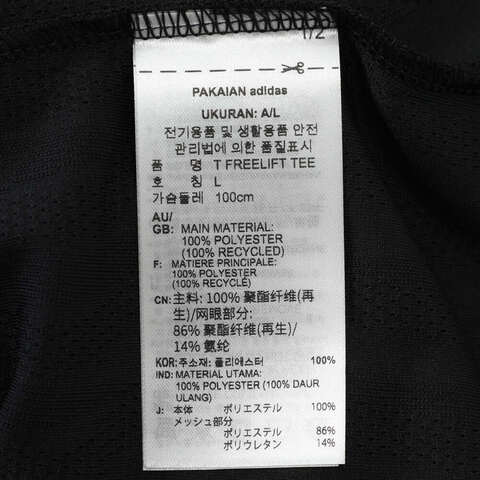 1/2
PAKAIAN adidas
UKURAN: A/L
전기용품 및 생활용품 안전
관리법에 의한 품질표시
품 명 T FREELIFT TEE
호 칭 L
가슴둘레 100cm
AU/
GB: MAIN MATERIAL:
100% POLYESTER
(100% RECYCLED)
F: MATIERE PRINCIPALE:
100% POLYESTER
(100% RECYCLÉ)
CN: 主料: 100% 聚酯纤维(再
生)/网眼部分:
86% 聚酯纤维(再生)/
14% 氨纶
KOR: 주소재: 폴리에스터 100%
IND: MATERIAL UTAMA:
100% POLYESTER (100% DAUR
ULANG)
J: 本体 ポリエステル 100%
メッシュ部分
ポリエステル 86%
ポリウレタン 14%